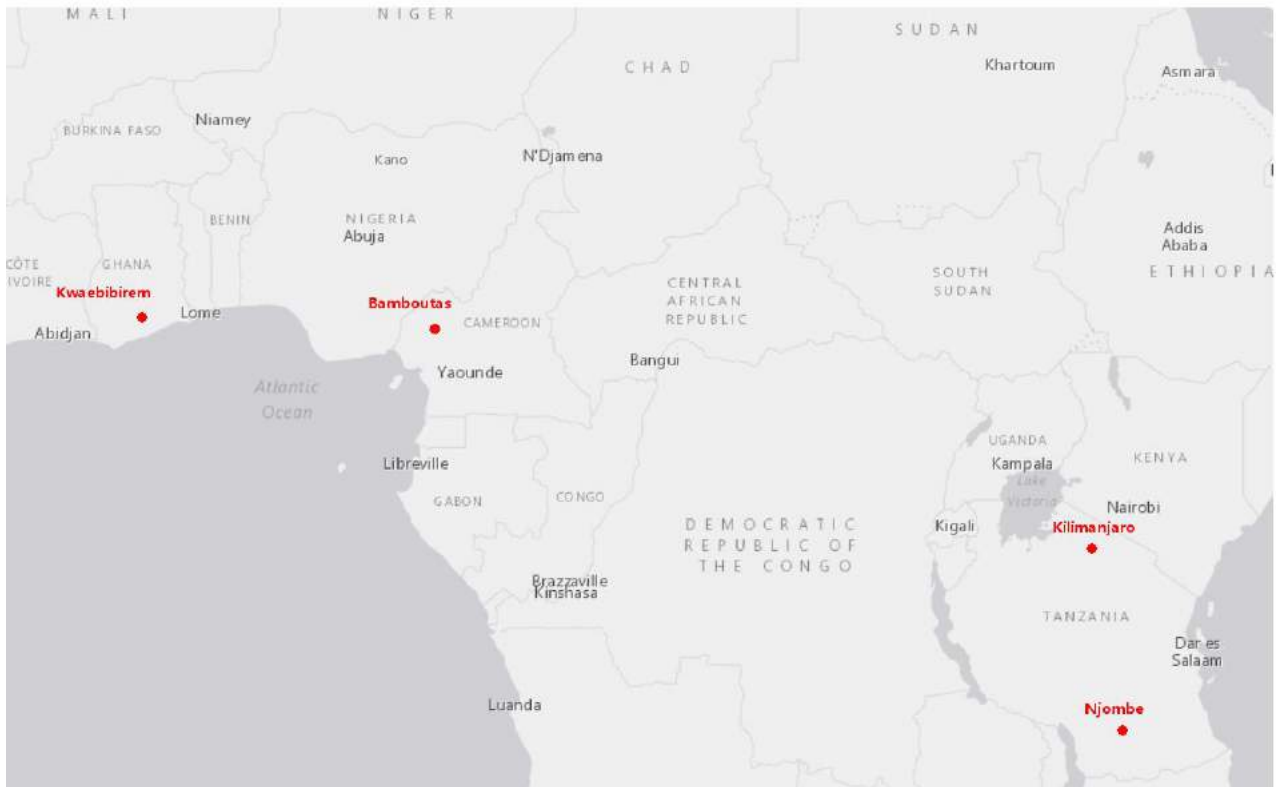 MALI
NIGER
SUDAN
CHAD
Khartoum
Asmara
Niamey
BURKINA FASO
Kano
N'Djamena
BENIN
NIGERIA
Abuja
Addis
Ababa
CÔTE
IVOIRE
GHANA
CENTRAL
AFRICAN
REPUBLIC
SOUTH
SUDAN
ETHIOPIA
Kwaebibirem
Lome
Abidjan
Bamboutas
CAMEROON
Yaounde
Bangui
Atlantic
Ocean
UGANDA
Kampala
KENYA
Libreville
Lake
Victoria
GABON
CONGO
Nairobi
DEMOCRATIC
REPUBLIC OF
THE CONGO
Kigali
Kilimanjaro
Brazzaville
Kinshasa
TANZANIA
Dar es
Salaam
Luanda
Njombe